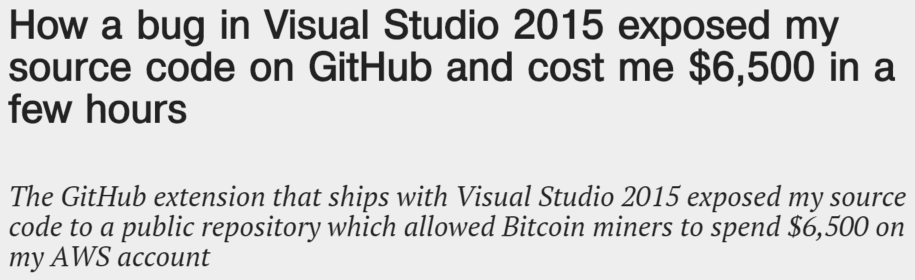 How a bug in Visual Studio 2015 exposed my
source code on GitHub and cost me $6,500 in a
few hours
The GitHub extension that ships with Visual Studio 2015 exposed my source
code to a public repository which allowed Bitcoin miners to spend $6,500 on
my AWS account